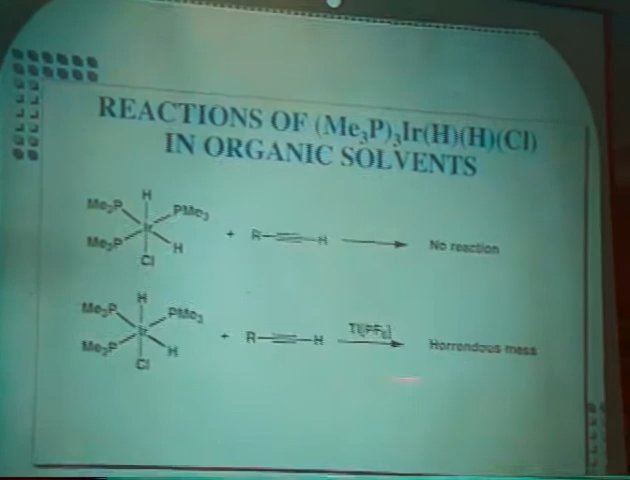 REACTIONS OF (Me₃P)₃Ir(H)(H)(Cl)
IN ORGANIC SOLVENTS
H
Me₃P PMe₃
Ir
Me₃P H
Cl
+ R H
No reaction
H
Me₃P PMe₃
Ir
Me₃P H
Cl
+ R H
Tl[PF₆]
Horrendous mess